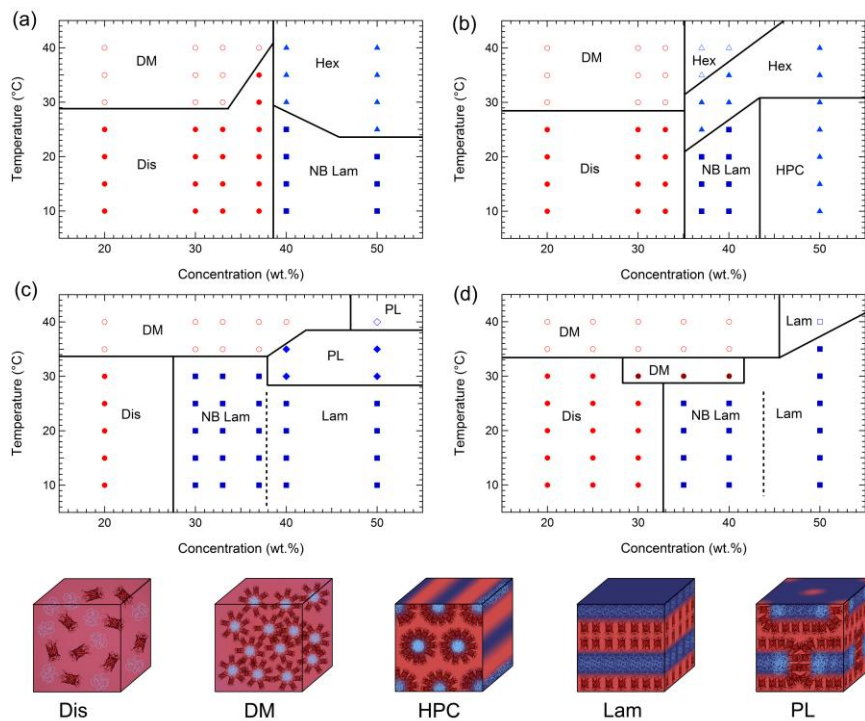 (a)
(b)
40
30
20
10
Temperature (°C)
DM
Hex
Dis
NB Lam
20
30
40
50
Concentration (wt.%)
40
30
20
10
Temperature (°C)
DM
Hex
Hex
Dis
NB Lam
HPC
20
30
40
50
Concentration (wt.%)
(c)
(d)
40
30
20
10
Temperature (°C)
DM
PL
PL
Dis
NB Lam
Lam
20
30
40
50
Concentration (wt.%)
40
30
20
10
Temperature (°C)
DM
Lam
DM
Dis
NB Lam
Lam
20
30
40
50
Concentration (wt.%)
Dis
DM
HPC
Lam
PL